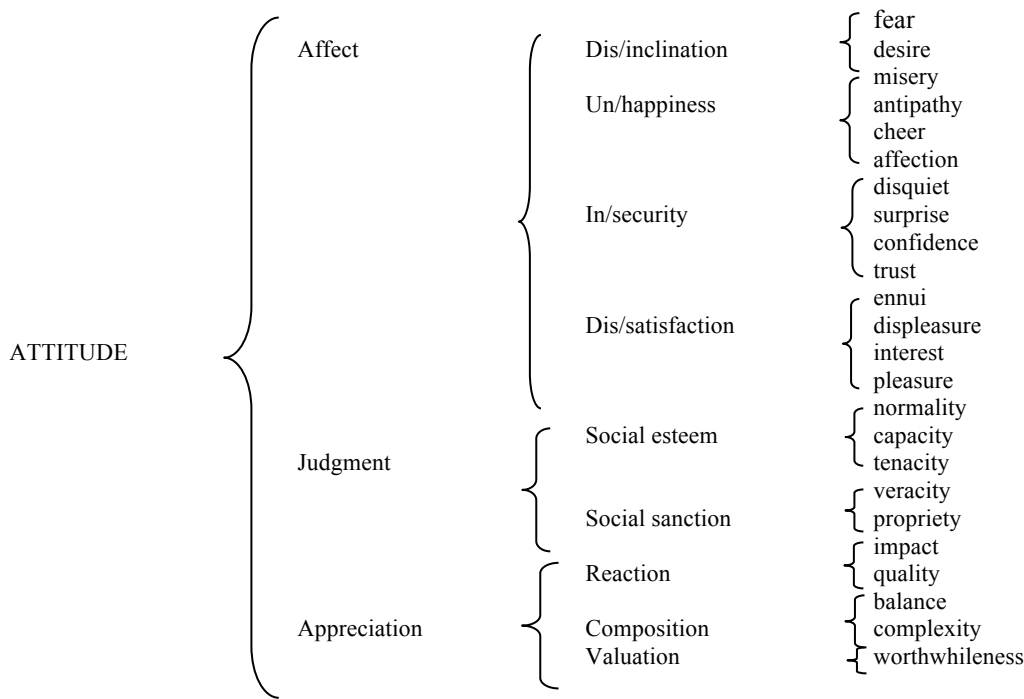 fear
Affect Dis/inclination desire
misery
Un/happiness antipathy
cheer
affection
disquiet
In/security surprise
confidence
trust
ennui
Dis/satisfaction displeasure
ATTITUDE interest
pleasure
normality
Social esteem capacity
Judgment tenacity
veracity
Social sanction propriety
impact
Reaction quality
balance
Appreciation Composition complexity
Valuation worthwhileness